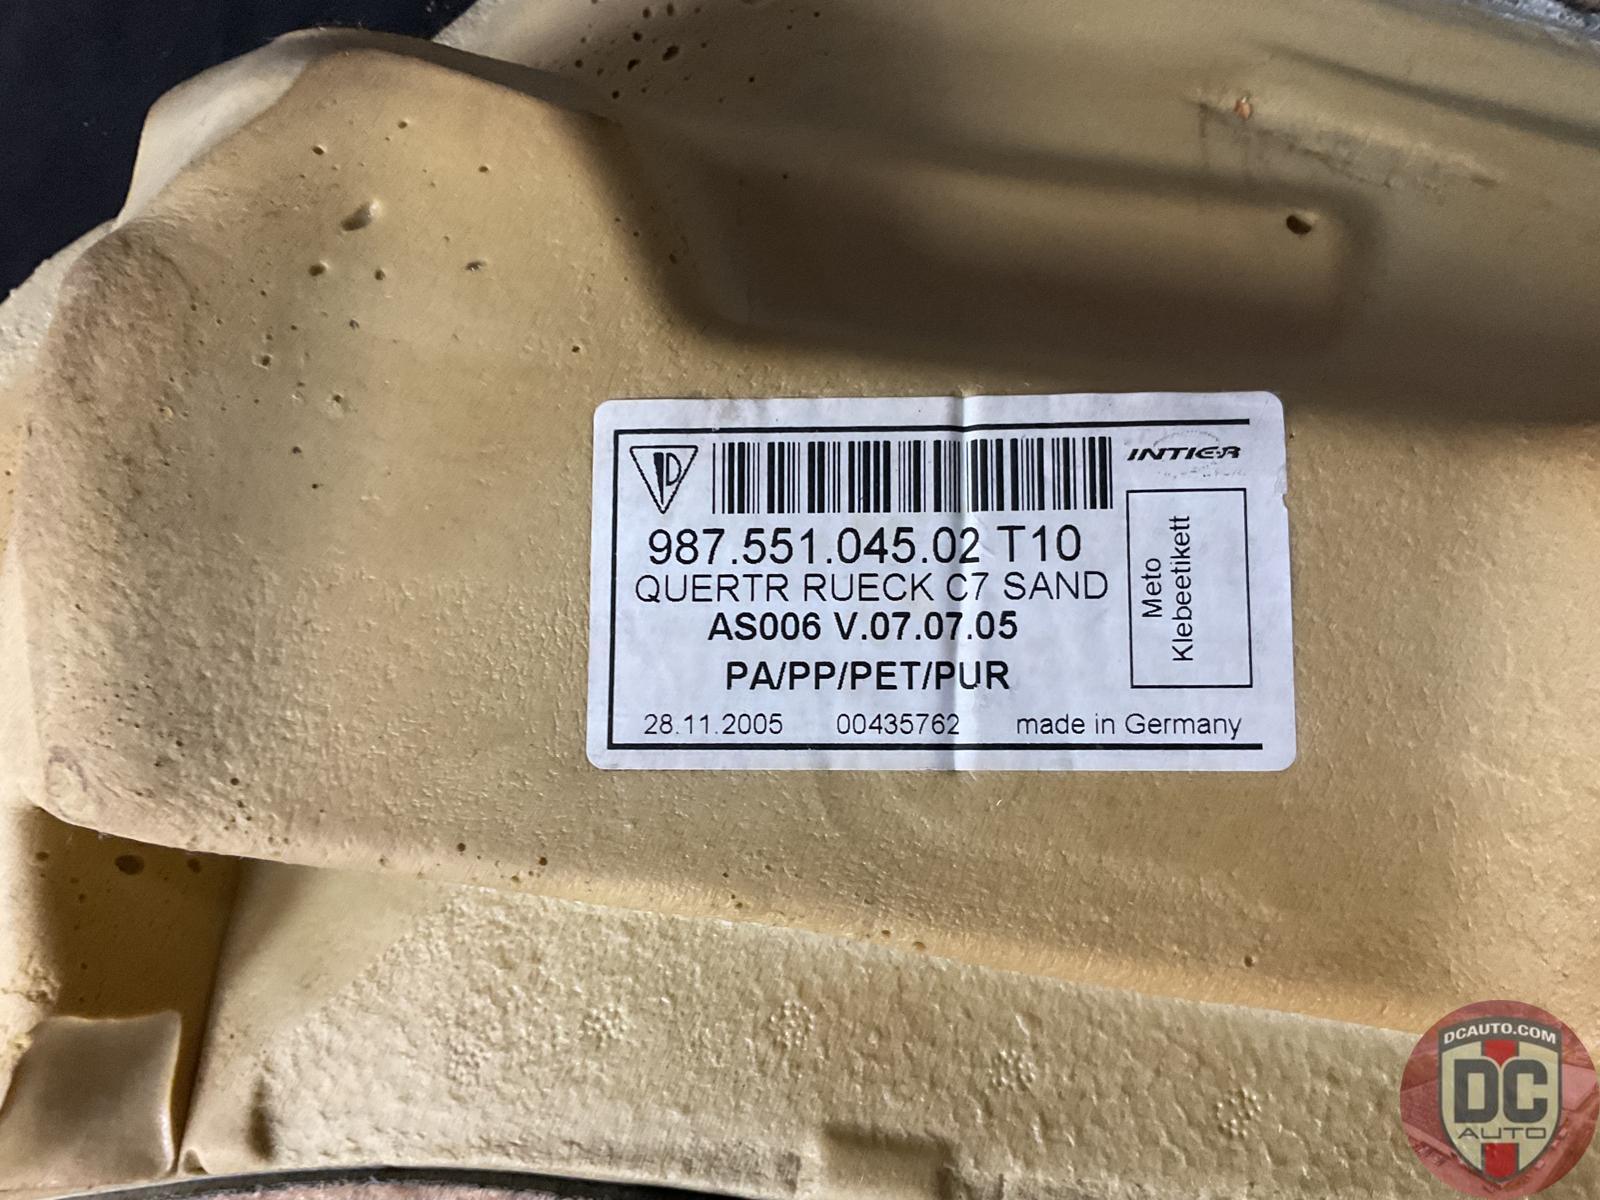 INTIER
987.551.045.02 T10
QUERTR RUECK C7 SAND
AS006 V.07.07.05
PA/PP/PET/PUR
28.11.2005 00435762 made in Germany
Meto
Klebeetikett
DCAUTO.COM
DC
AUTO